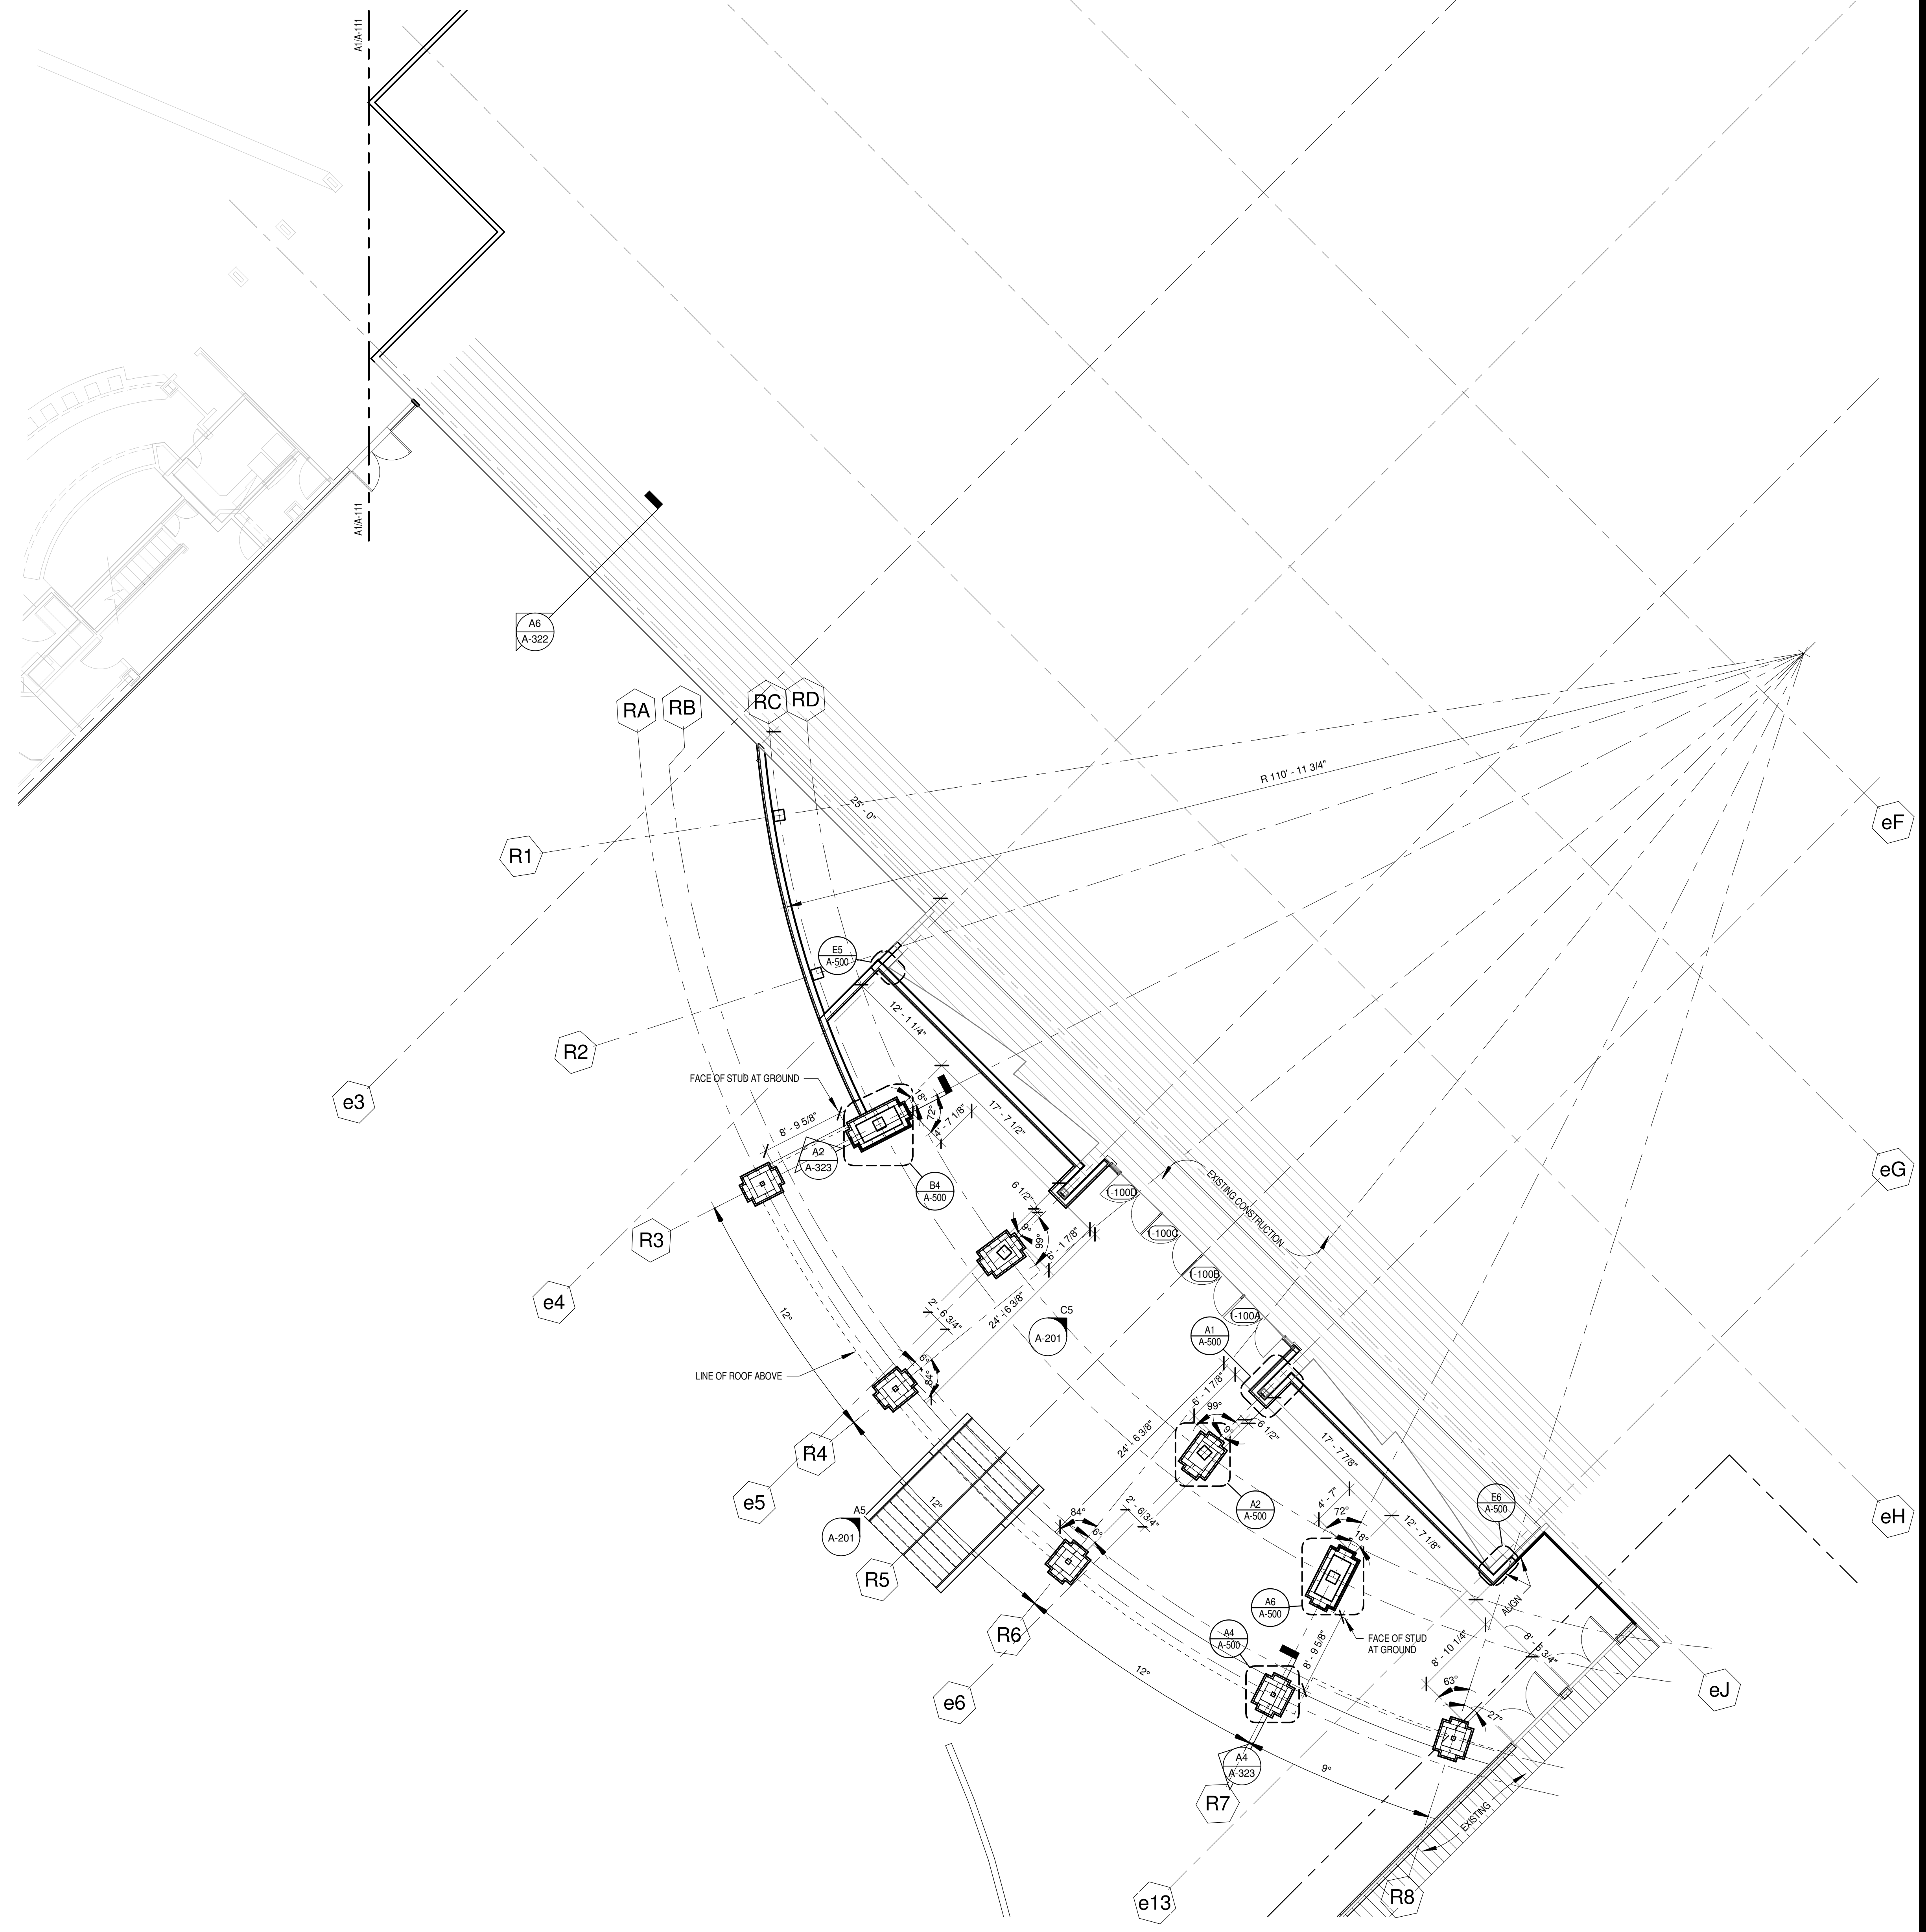 A1/A-111
A1/A-111
A6
A-322
RA
RB
RC
RD
R 110' - 11 3/4"
eF
25' - 0"
R1
E5
A-500
12' - 1 1/4"
R2
FACE OF STUD AT GROUND
e3
18°
72°
4' - 7 1/8"
17' - 7 1/2"
8' - 9 5/8"
A2
A-323
B4
A-500
EXISTING CONSTRUCTION
eG
1-100D
1-100C
1-100B
1-100A
6 1/2"
9°
99°
6' - 1 7/8"
R3
e4
12°
2' - 6 3/4"
24' - 6 3/8"
C5
A-201
A1
A-500
LINE OF ROOF ABOVE
6°
84°
6' - 1 7/8"
99°
9°
6 1/2"
24' - 6 3/8"
17' - 7 7/8"
R4
e5
12°
A5
A-201
2' - 6 3/4"
A2
A-500
4' - 7"
72°
18°
12' - 7 1/8"
E6
A-500
eH
84°
6°
R5
A6
A-500
ALIGN
R6
A4
A-500
FACE OF STUD
AT GROUND
8' - 9 5/8"
8' - 10 1/4"
8' - 5 3/4"
12°
63°
27°
eJ
e6
A4
A-323
9°
R7
EXISTING
e13
R8